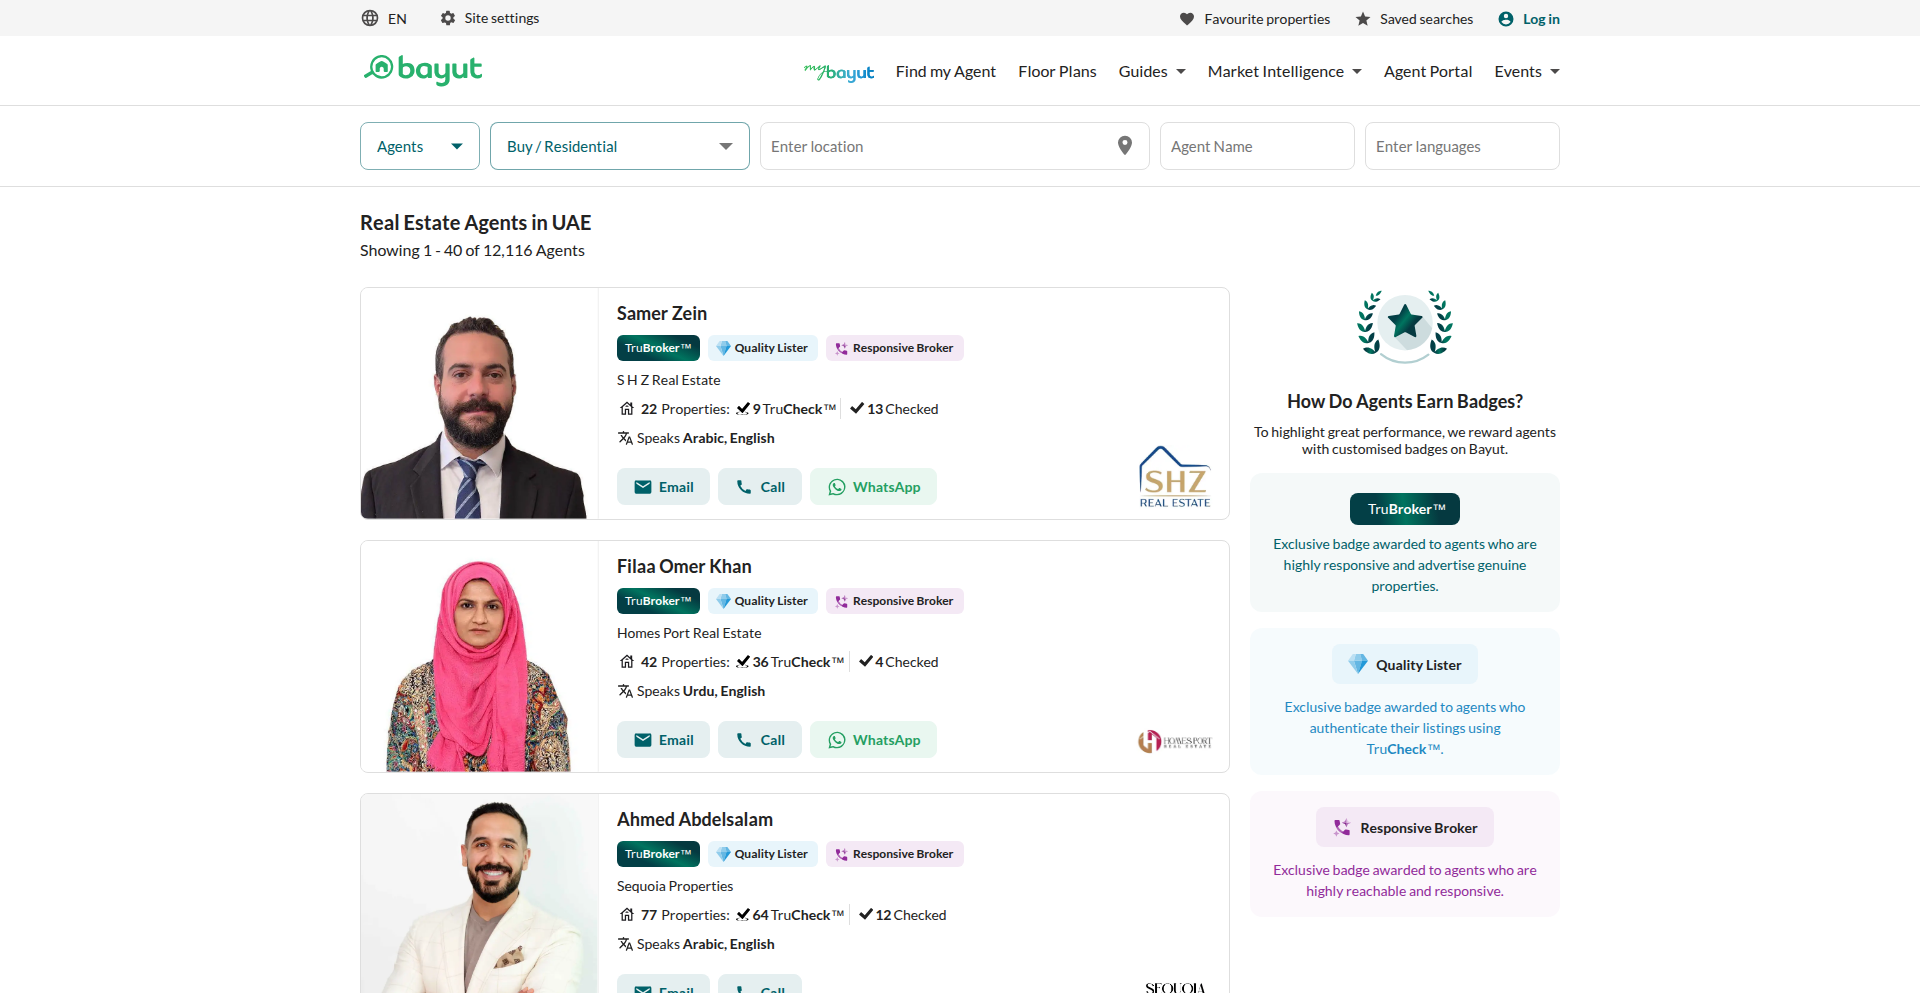 EN
Site settings
Favourite properties
Saved searches
Log in
bayut
mybayut
Find my Agent
Floor Plans
Guides
Market Intelligence
Agent Portal
Events
Agents
Buy / Residential
Enter location
Agent Name
Enter languages
Real Estate Agents in UAE
Showing 1 - 40 of 12,116 Agents
Samer Zein
TruBroker™ Quality Lister Responsive Broker
S H Z Real Estate
22 Properties: 9 TruCheck™ 13 Checked
Speaks Arabic, English
Email Call WhatsApp
SHZ
REAL ESTATE
Filaa Omer Khan
TruBroker™ Quality Lister Responsive Broker
Homes Port Real Estate
42 Properties: 36 TruCheck™ 4 Checked
Speaks Urdu, English
Email Call WhatsApp
HOMES PORT
REAL ESTATE
Ahmed Abdelsalam
TruBroker™ Quality Lister Responsive Broker
Sequoia Properties
77 Properties: 64 TruCheck™ 12 Checked
Speaks Arabic, English
Email Call
SEQUOIA
How Do Agents Earn Badges?
To highlight great performance, we reward agents
with customised badges on Bayut.
TruBroker™
Exclusive badge awarded to agents who are
highly responsive and advertise genuine
properties.
Quality Lister
Exclusive badge awarded to agents who
authenticate their listings using
TruCheck™.
Responsive Broker
Exclusive badge awarded to agents who are
highly reachable and responsive.